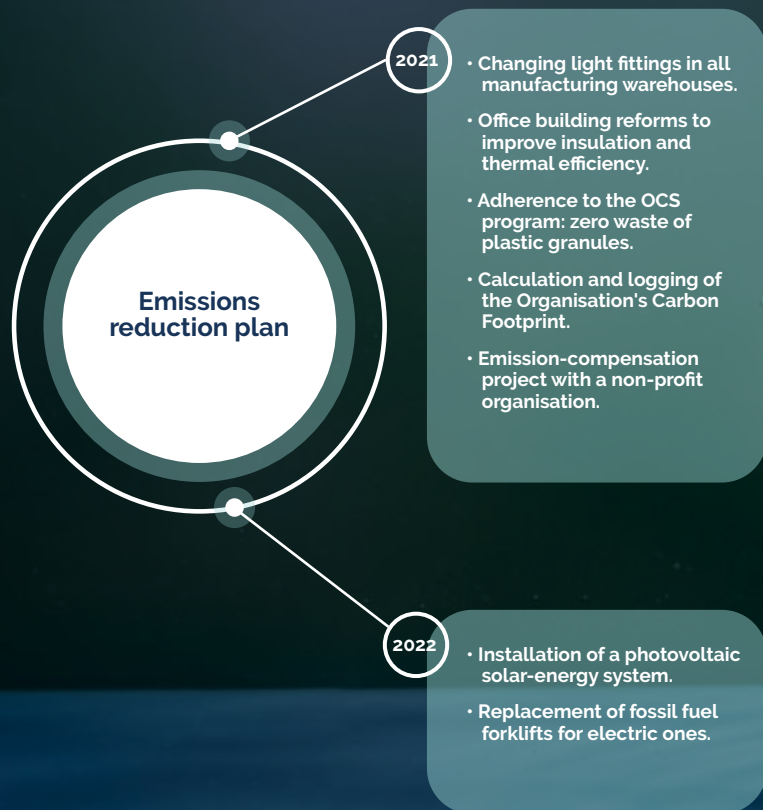 Emissions
reduction plan
2021
• Changing light fittings in all
manufacturing warehouses.
• Office building reforms to
improve insulation and
thermal efficiency.
• Adherence to the OCS
program: zero waste of
plastic granules.
• Calculation and logging of
the Organisation's Carbon
Footprint.
• Emission-compensation
project with a non-profit
organisation.
2022
• Installation of a photovoltaic
solar-energy system.
• Replacement of fossil fuel
forklifts for electric ones.